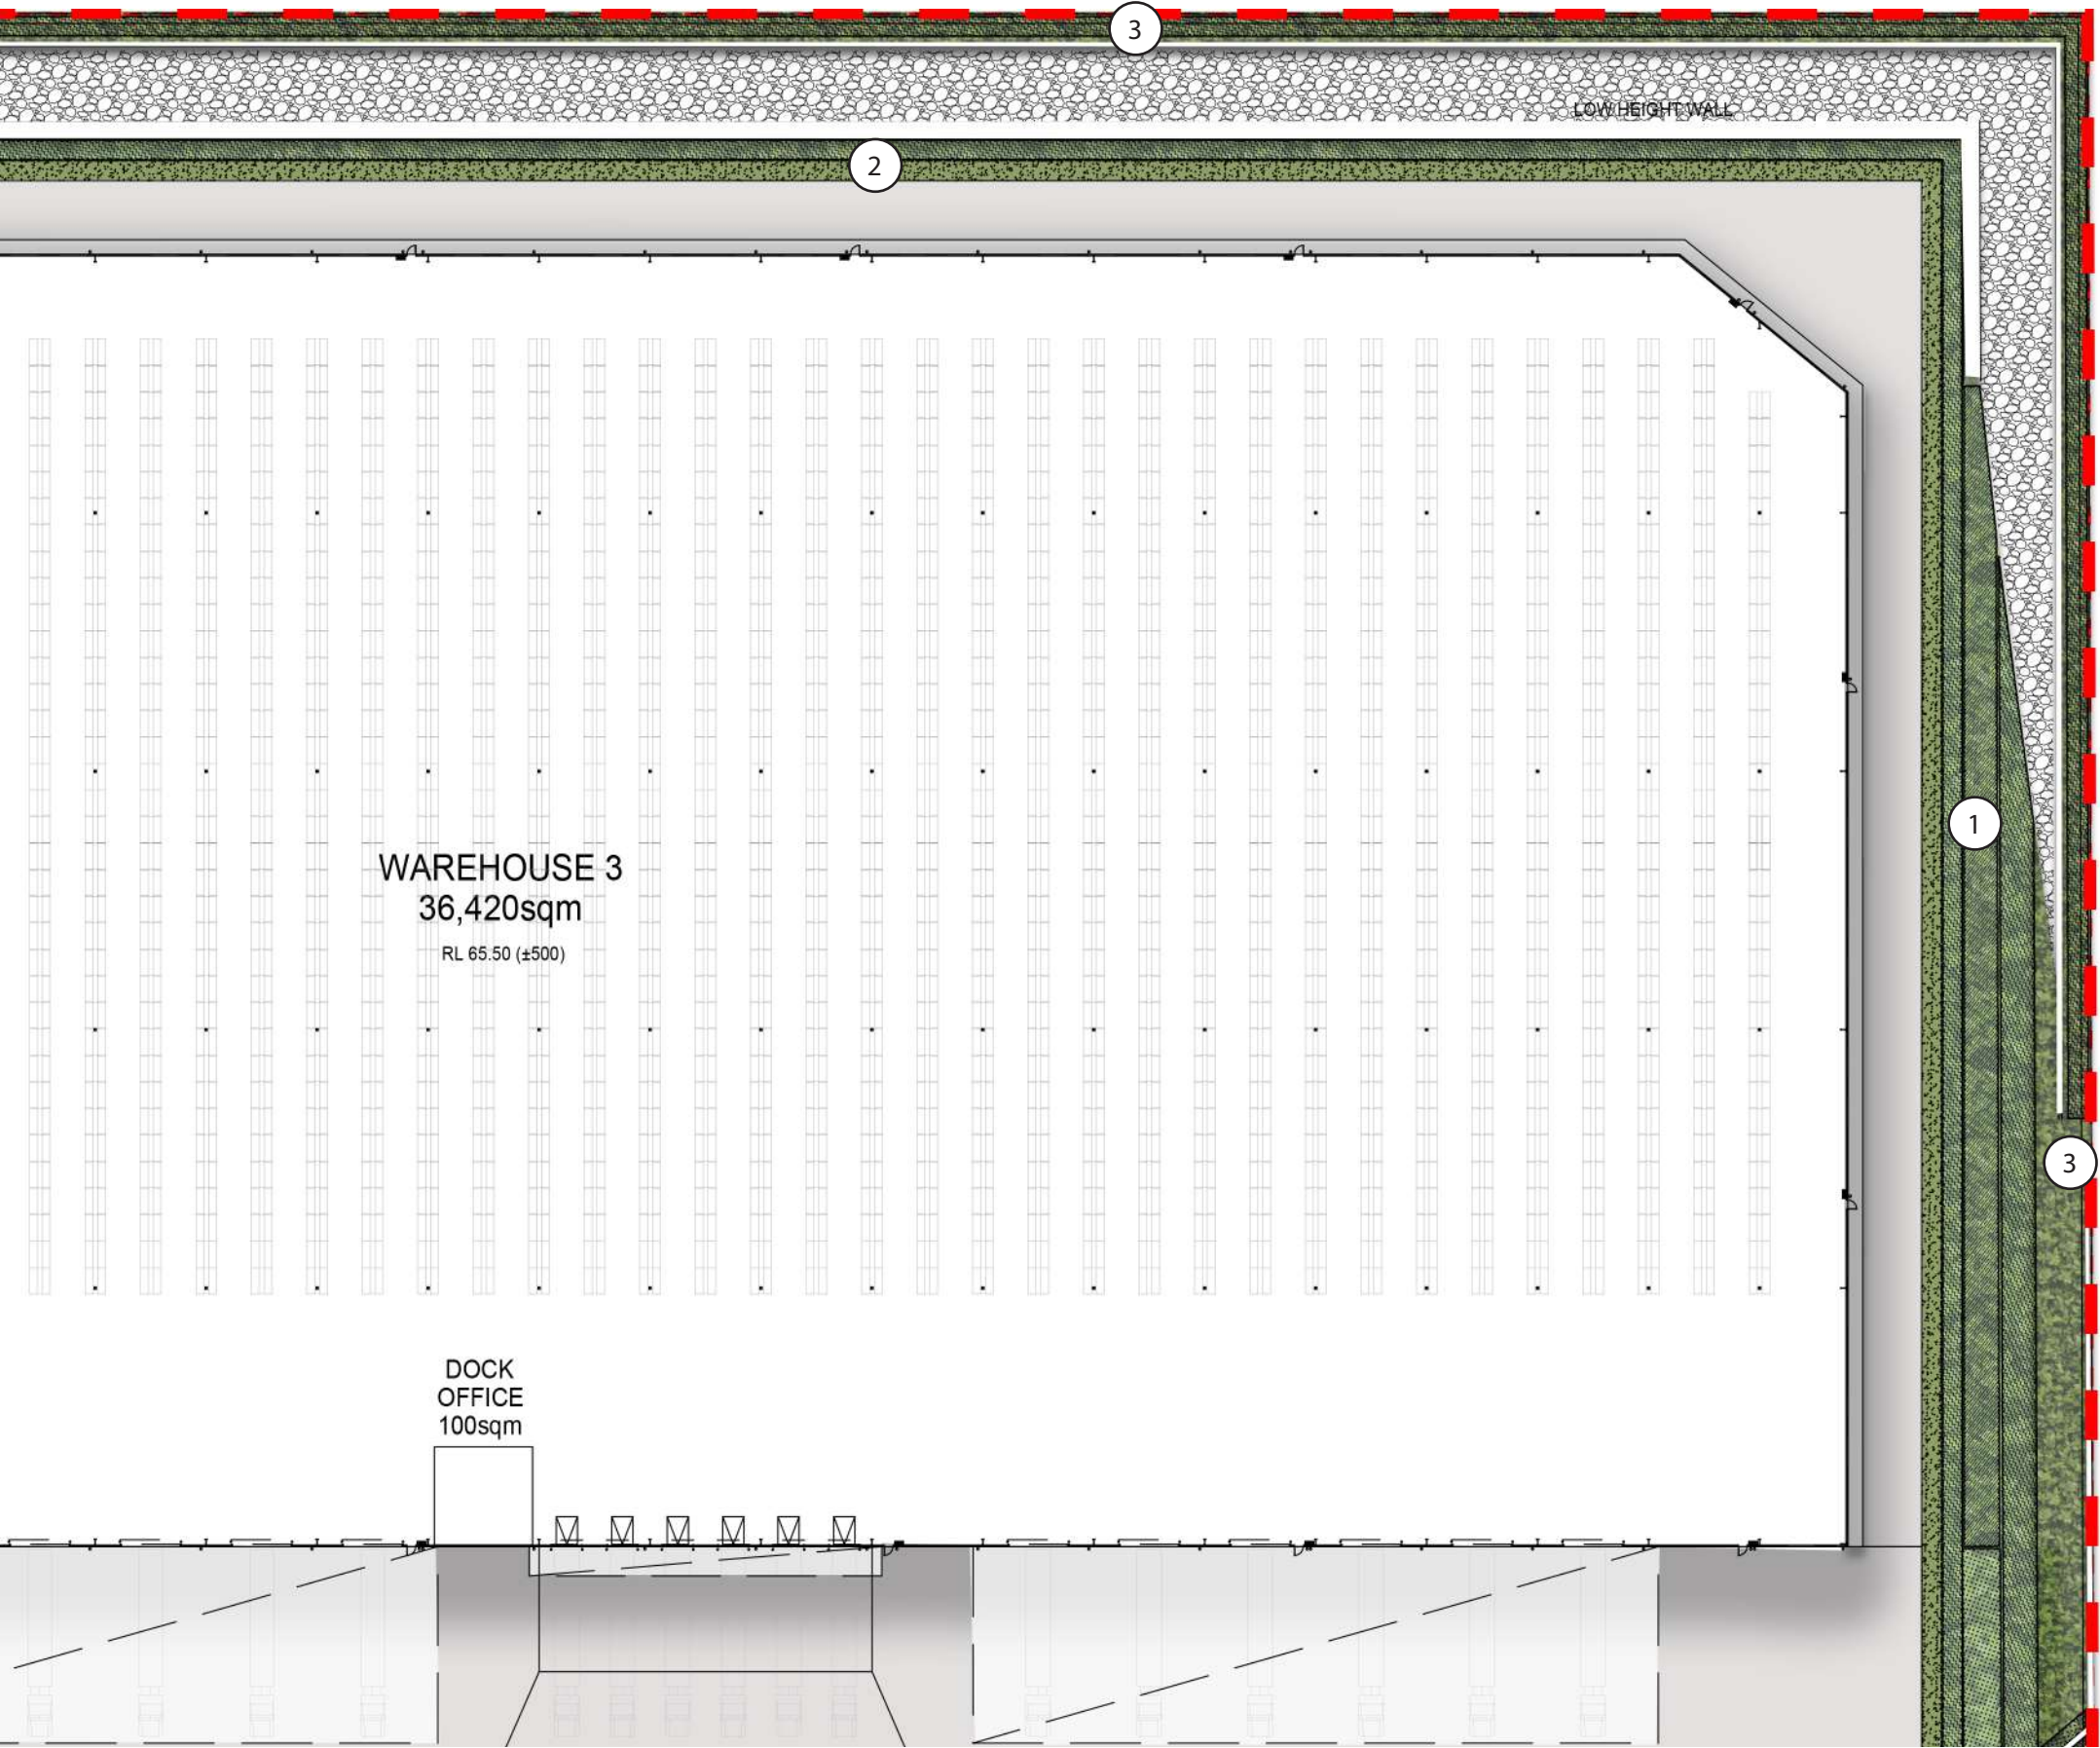 3
LOW HEIGHT WALL
2
1
WAREHOUSE 3
36,420sqm
RL 65.50 (±500)
3
DOCK
OFFICE
100sqm